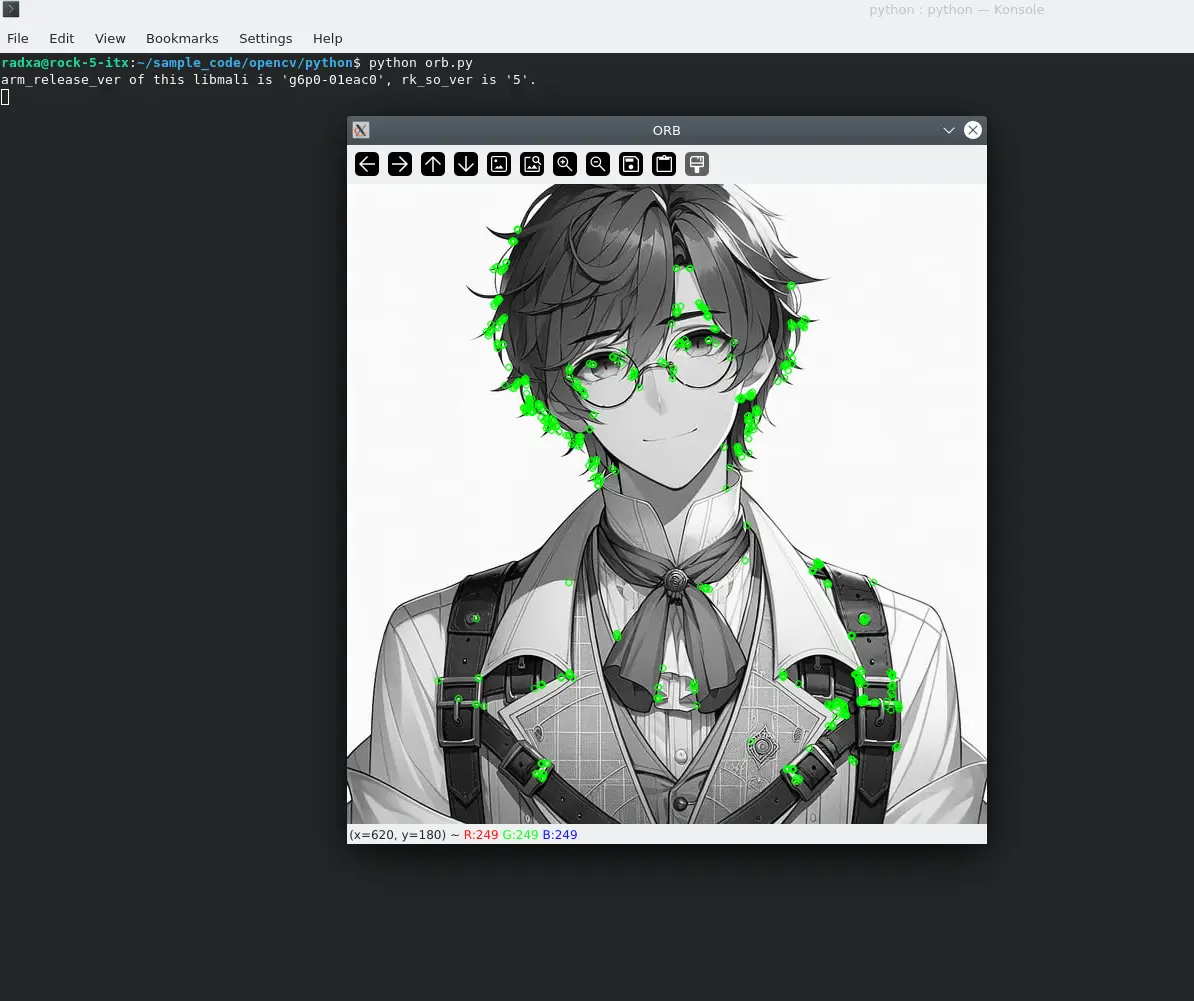 python : python — Konsole
File Edit View Bookmarks Settings Help
radxa@rock-5-itx:~/sample_code/opencv/python$ python orb.py
arm_release_ver of this libmali is 'g6p0-01eac0', rk_so_ver is '5'.
ORB
(x=620, y=180) ~ R:249 G:249 B:249